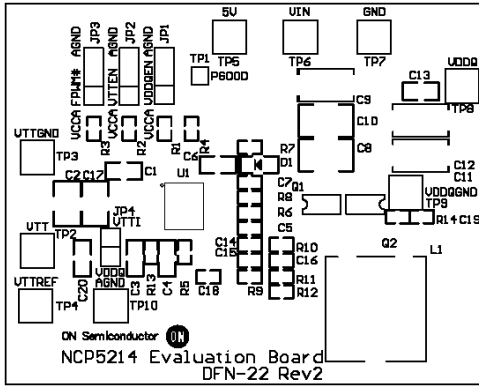 5V VIN GND
AGND JP3 AGND JP2 AGND JP1
TP1 TP5 TP6 TP7 VDDQ
PGOOD C13
FPWM# VTTEN VDDQEN
VCCA VCCA VCCA C9 TP8
C10
VTTGND R3 R2 R1 R4 R7
C6 D1 C8
TP3 C12
C2 C17 C1 U1 C7 C11
R8 Q1 VDDQGND
JP4 R6 TP9
VTT VTTI R14 C19
TP2 C5
C14 R10 Q2 L1
VDDQ C15 C16
VTTREF AGND R11
C20 C3 R13 C4 R5 C18 R9 R12
TP4 TP10
ON Semiconductor ON
NCP5214 Evaluation Board
DFN-22 Rev2